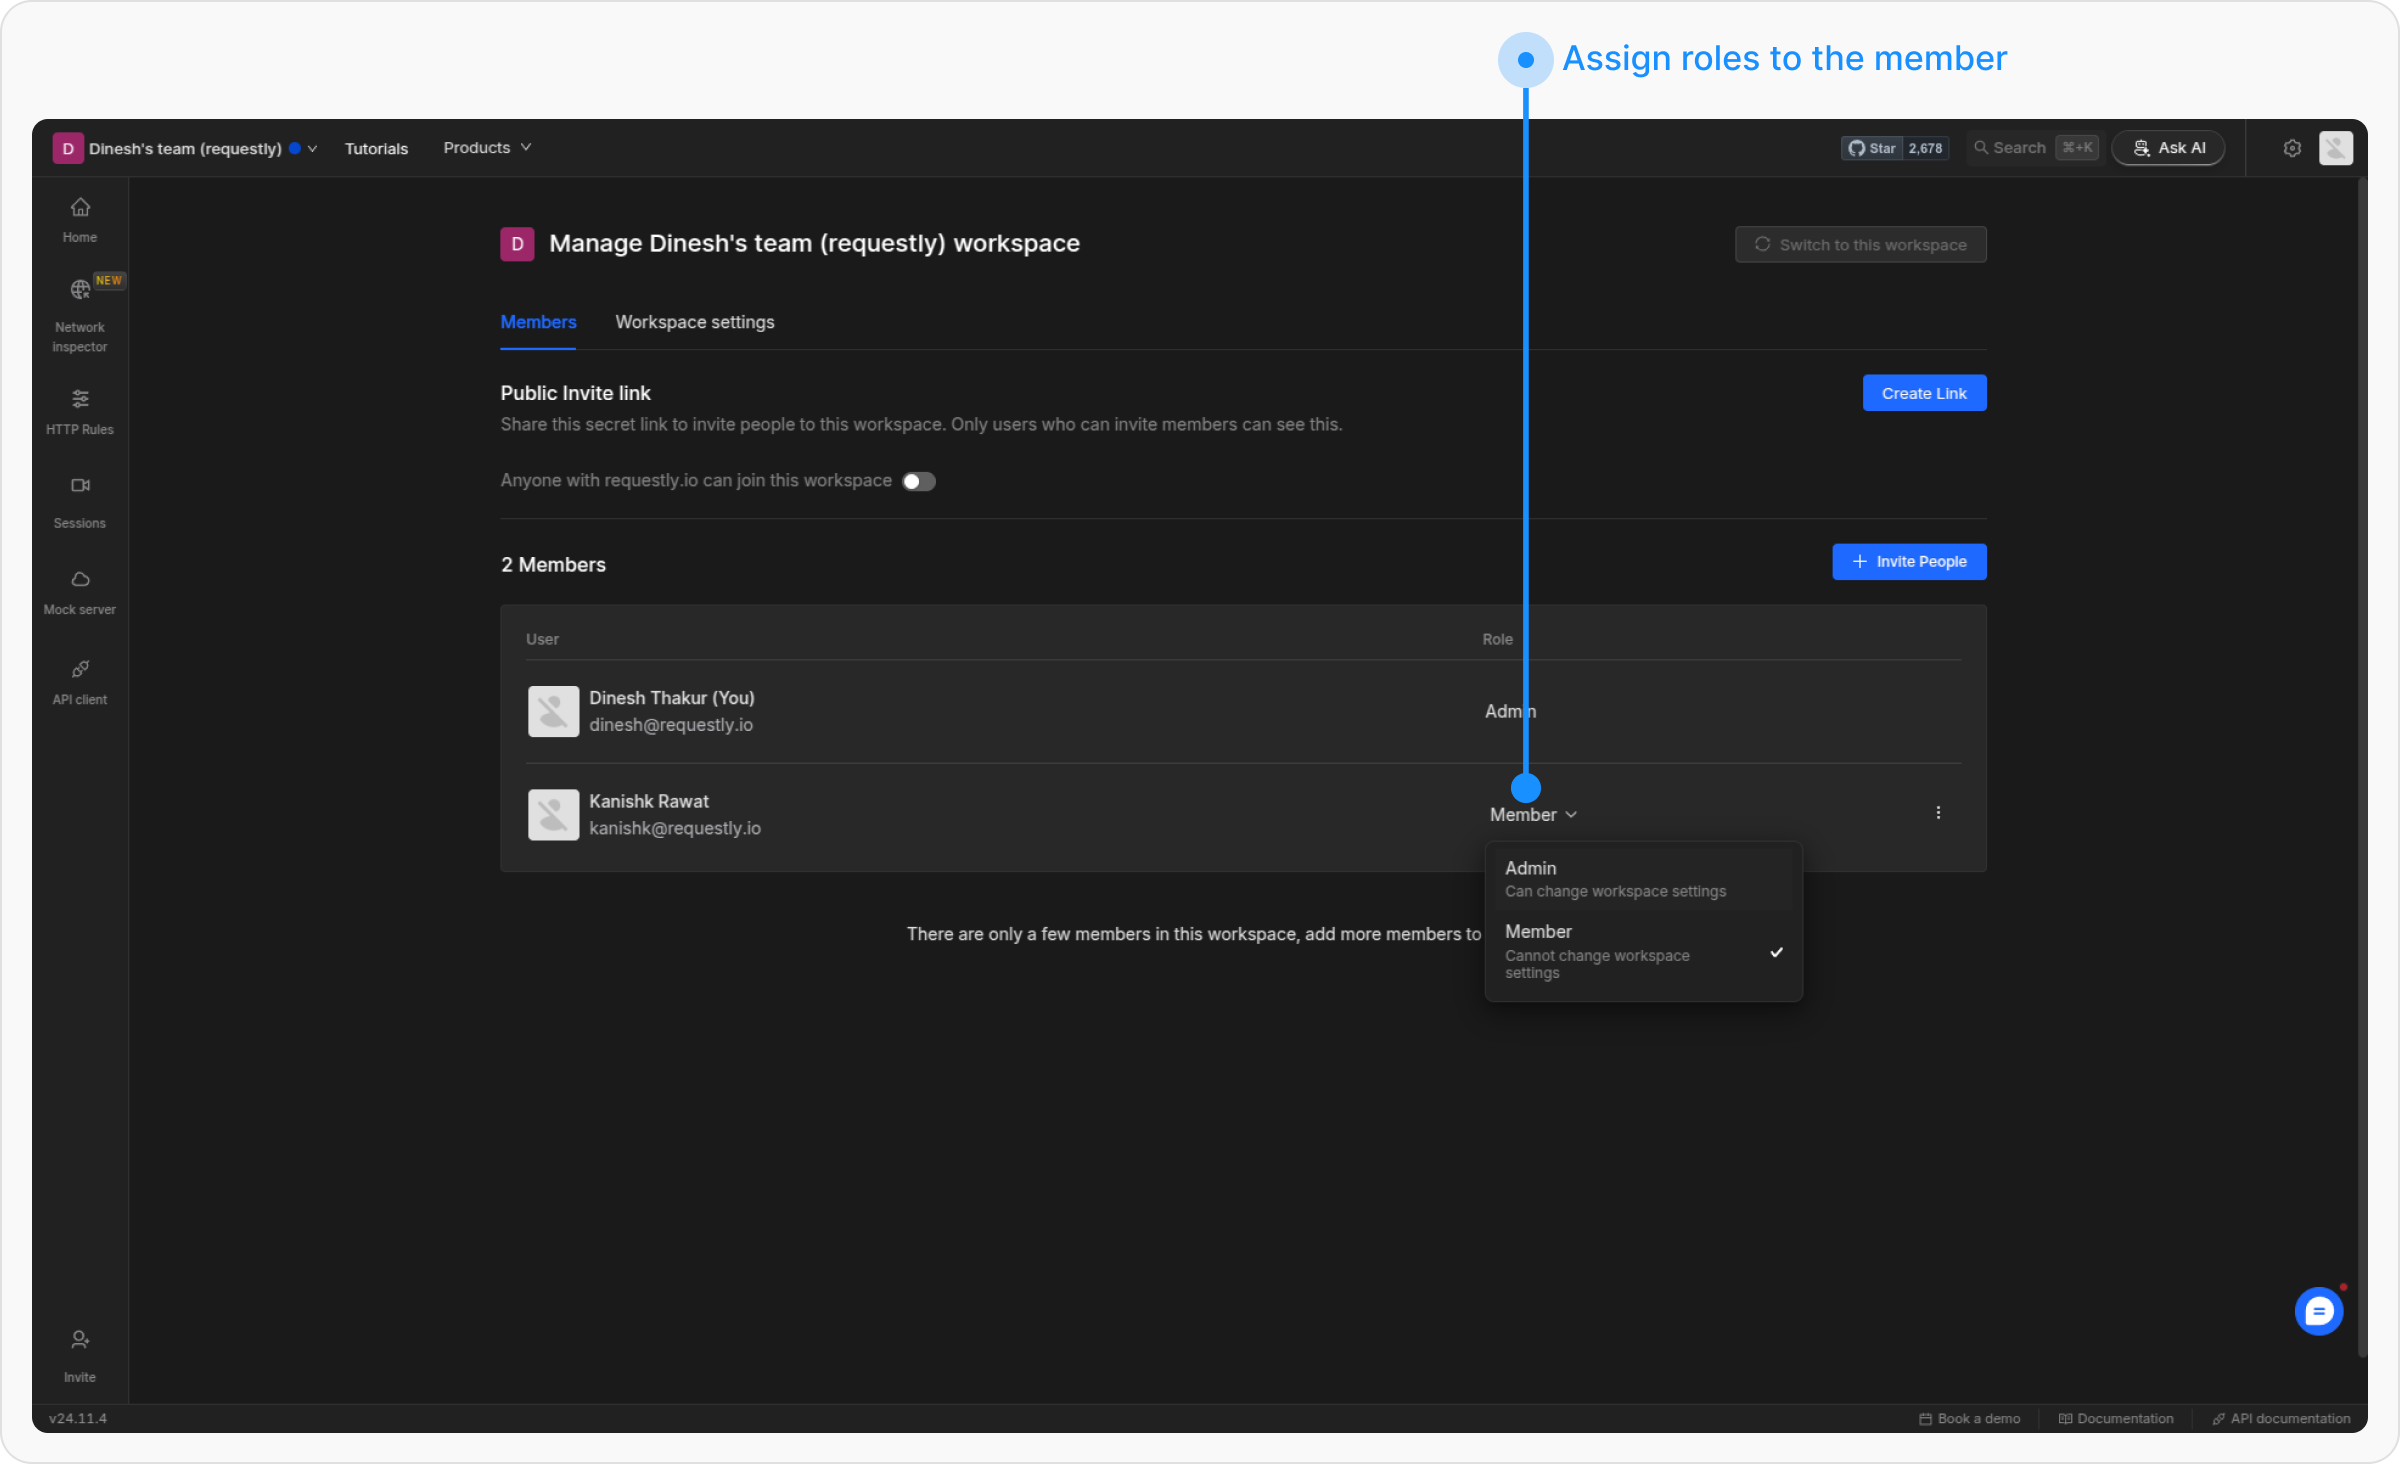 Assign roles to the member
D Dinesh's team (requestly) Tutorials Products Star 2,678 Search ⌘+K Ask AI
Home
NEW
Network
inspector
HTTP Rules
Sessions
Mock server
API client
Invite
D Manage Dinesh's team (requestly) workspace Switch to this workspace
Members Workspace settings
Public Invite link Create Link
Share this secret link to invite people to this workspace. Only users who can invite members can see this.
Anyone with requestly.io can join this workspace
2 Members Invite People
User Role
Dinesh Thakur (You)
dinesh@requestly.io
Admin
Kanishk Rawat
kanishk@requestly.io
Member
Admin
Can change workspace settings
Member
Cannot change workspace
settings
There are only a few members in this workspace, add more members to
v24.11.4 Book a demo Documentation API documentation